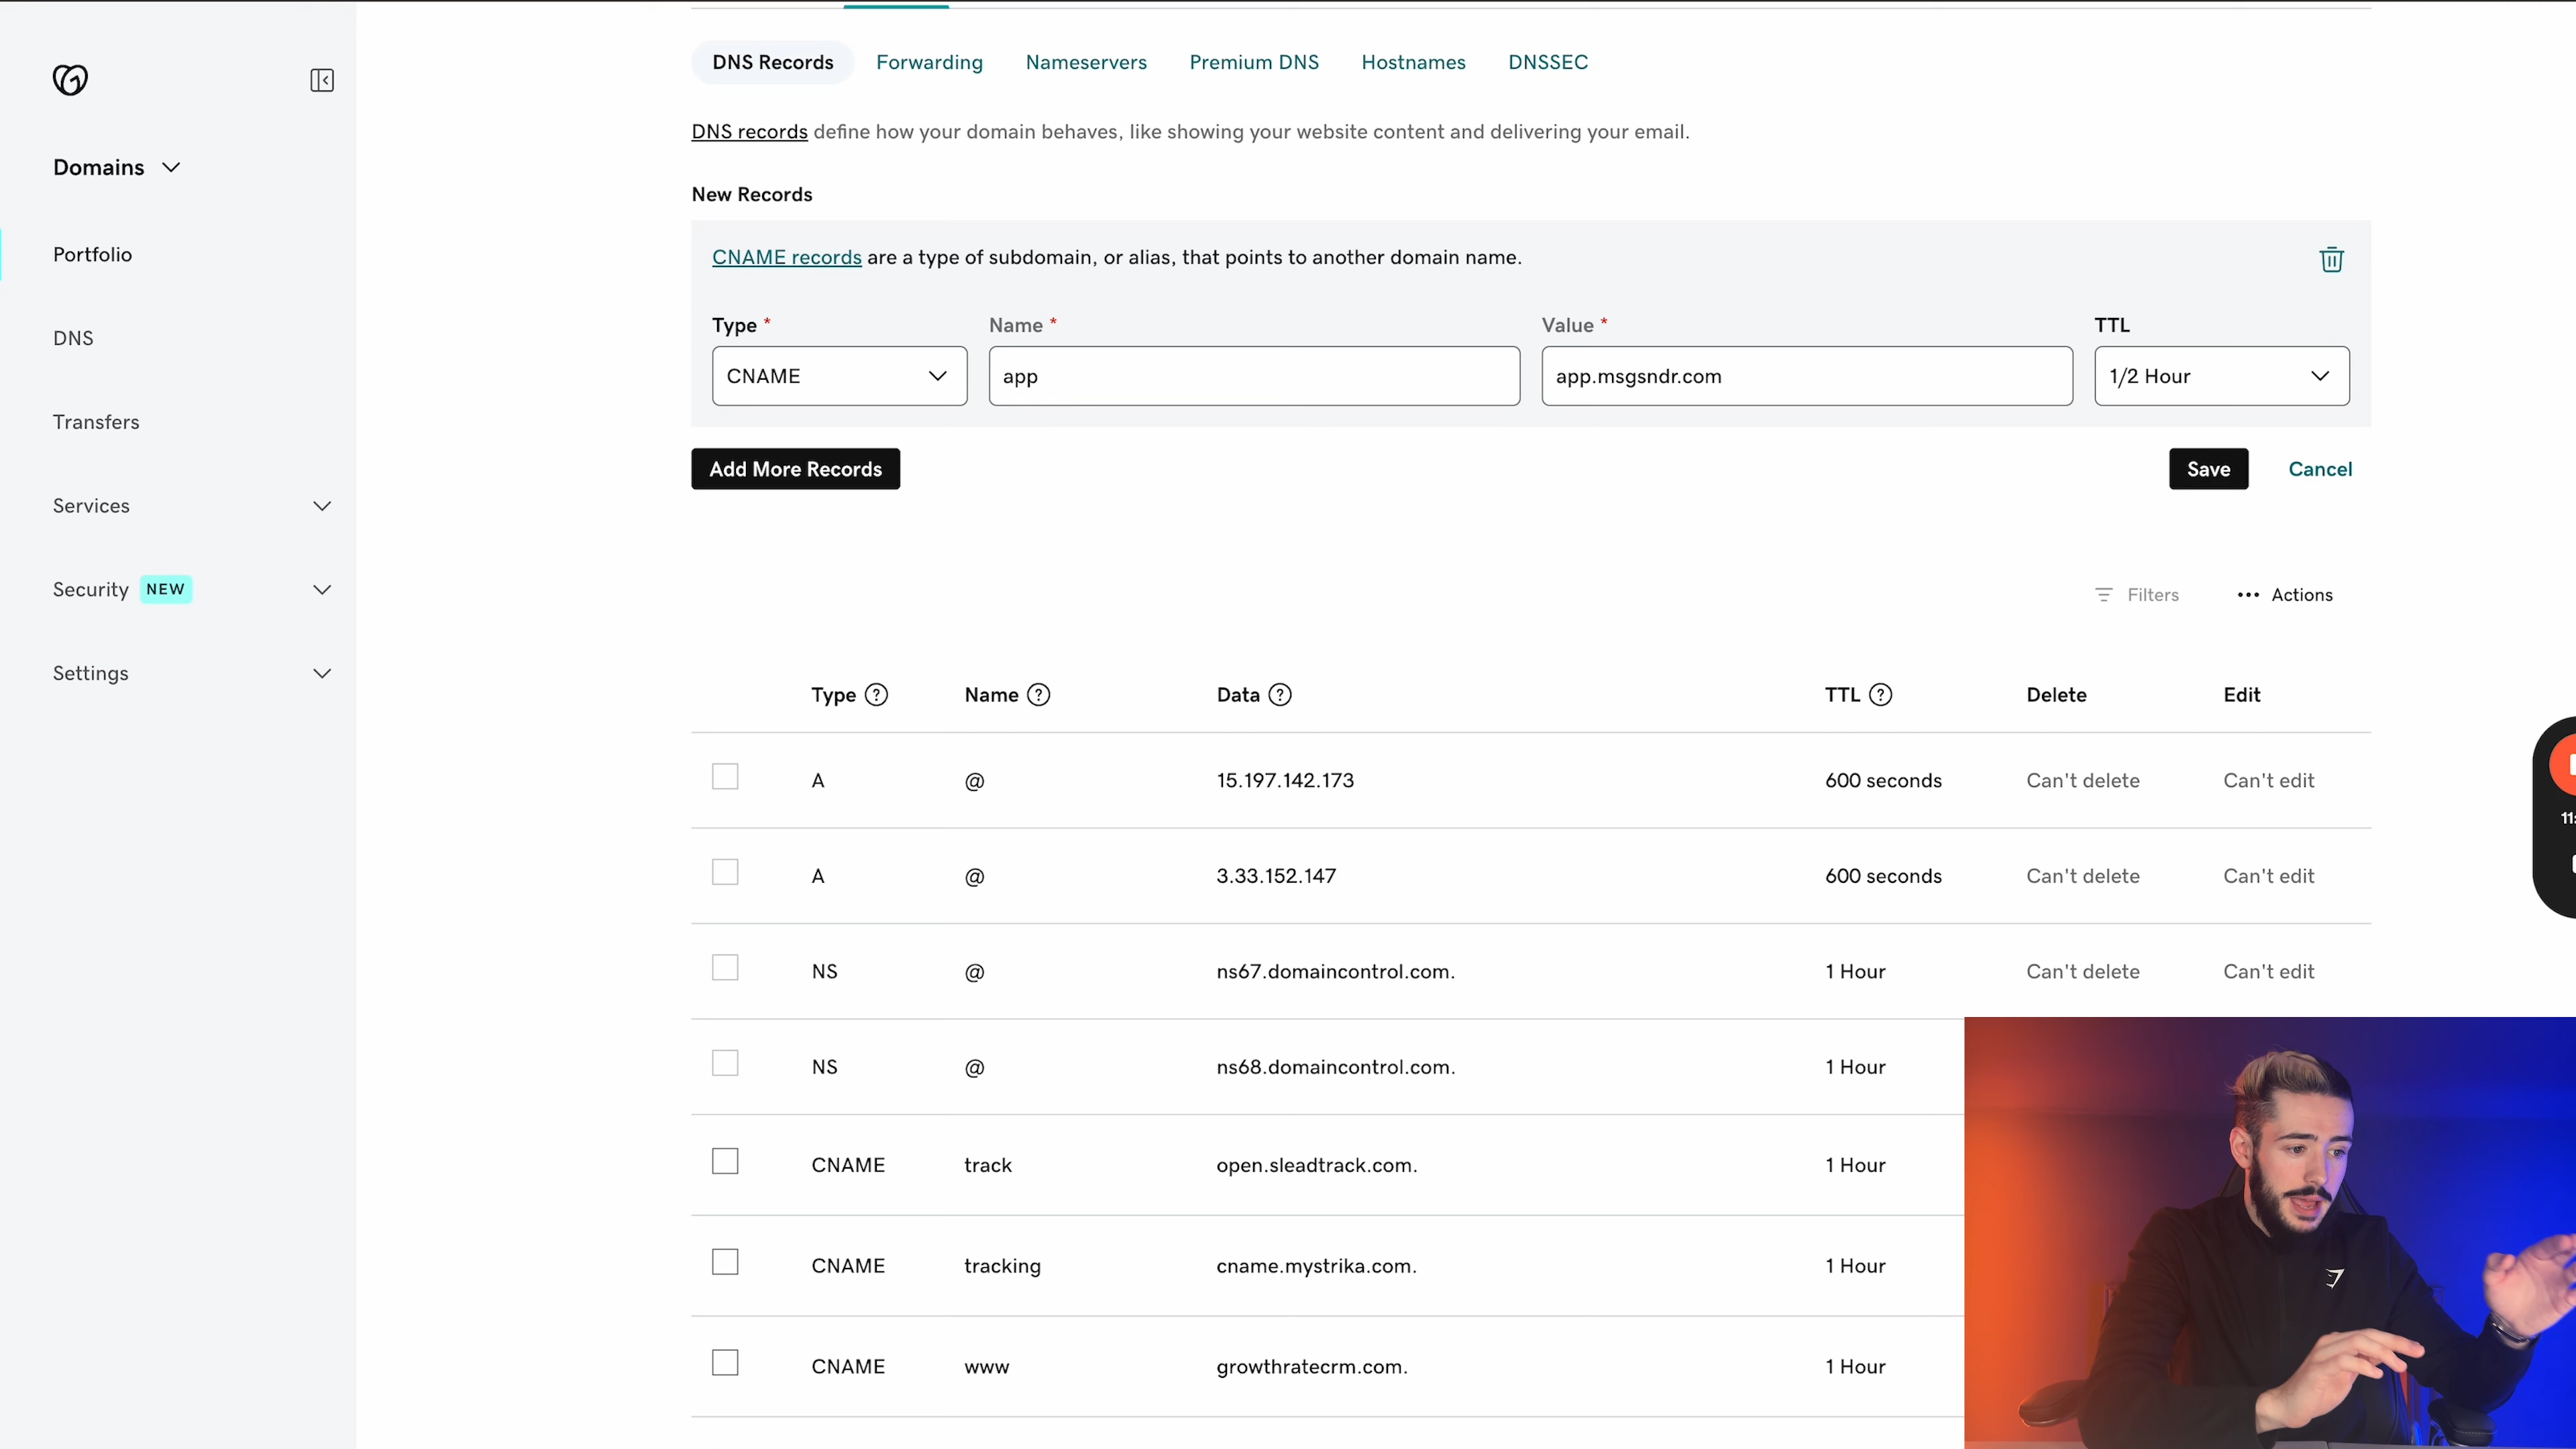 DNS Records Forwarding Nameservers Premium DNS Hostnames DNSSEC
DNS records define how your domain behaves, like showing your website content and delivering your email.
Domains
Portfolio
DNS
Transfers
Services
Security NEW
Settings
New Records
CNAME records are a type of subdomain, or alias, that points to another domain name.
Type * Name * Value * TTL
CNAME app app.msgsndr.com 1/2 Hour
Add More Records Save Cancel
Filters ••• Actions
Type ? Name ? Data ? TTL ? Delete Edit
A @ 15.197.142.173 600 seconds Can't delete Can't edit
A @ 3.33.152.147 600 seconds Can't delete Can't edit
NS @ ns67.domaincontrol.com. 1 Hour Can't delete Can't edit
NS @ ns68.domaincontrol.com. 1 Hour
CNAME track open.sleadtrack.com. 1 Hour
CNAME tracking cname.mystrika.com. 1 Hour
CNAME www growthratecrm.com. 1 Hour
11: